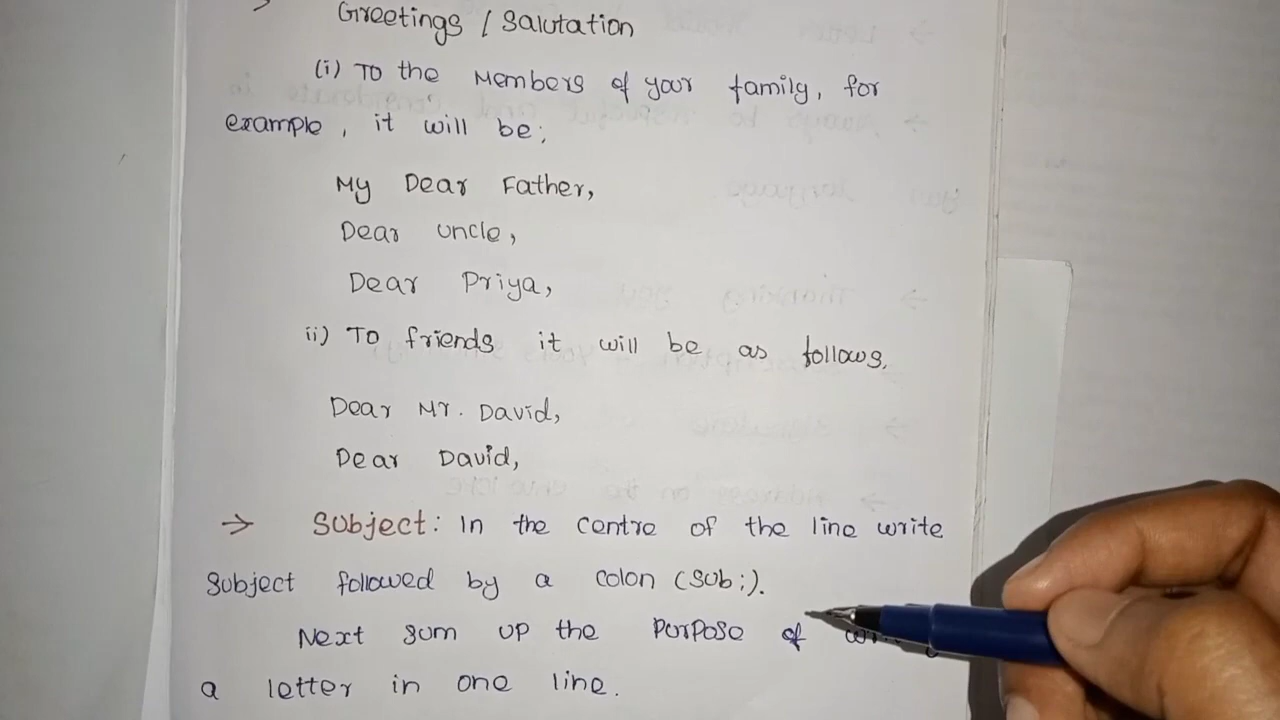 Greetings / Salutation
(i) To the Members of your family, for
example, it will be;
My Dear Father,
Dear uncle,
Dear Priya,
ii) To friends it will be as follows.
Dear Mr. David,
Dear David,
→ Subject: In the centre of the line write
Subject followed by a colon (Sub;).
Next sum up the purpose of
a letter in one line.